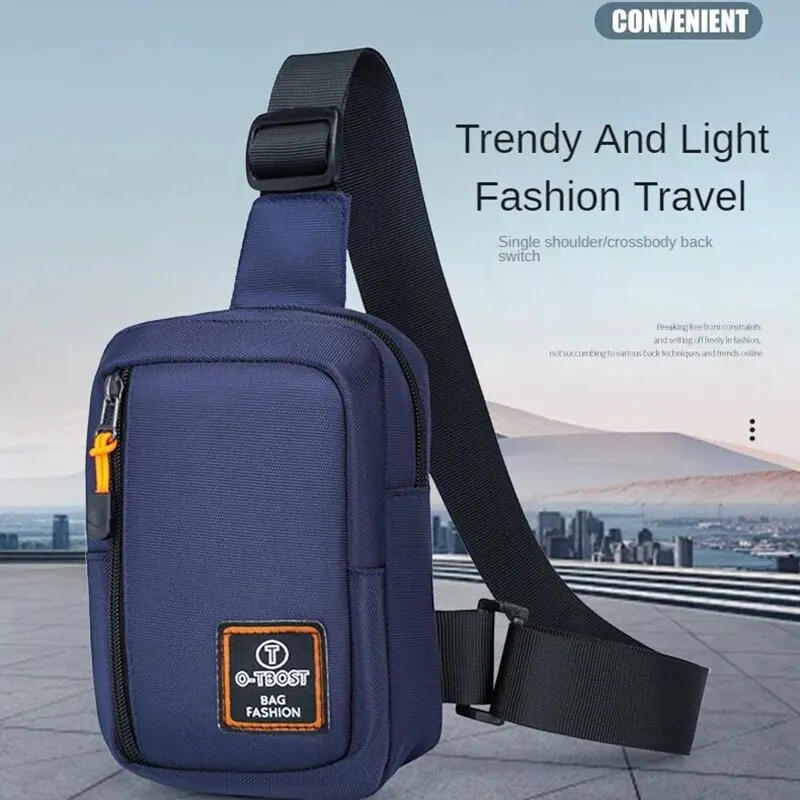 CONVENIENT
Trendy And Light
Fashion Travel
Single shoulder/crossbody back
switch
Breaking free from constraints
and setting off freely in fashion,
not succumbing to various back techniques and trends online
T
O-TBOST
BAG
FASHION